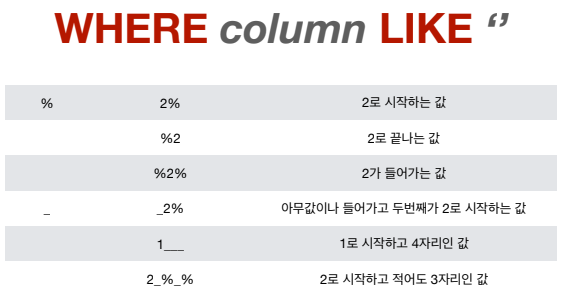 WHERE column LIKE ‘’
% 2% 2로 시작하는 값
%2 2로 끝나는 값
%2% 2가 들어가는 값
_ _2% 아무값이나 들어가고 두번째가 2로 시작하는 값
1___ 1로 시작하고 4자리인 값
2_%_% 2로 시작하고 적어도 3자리인 값